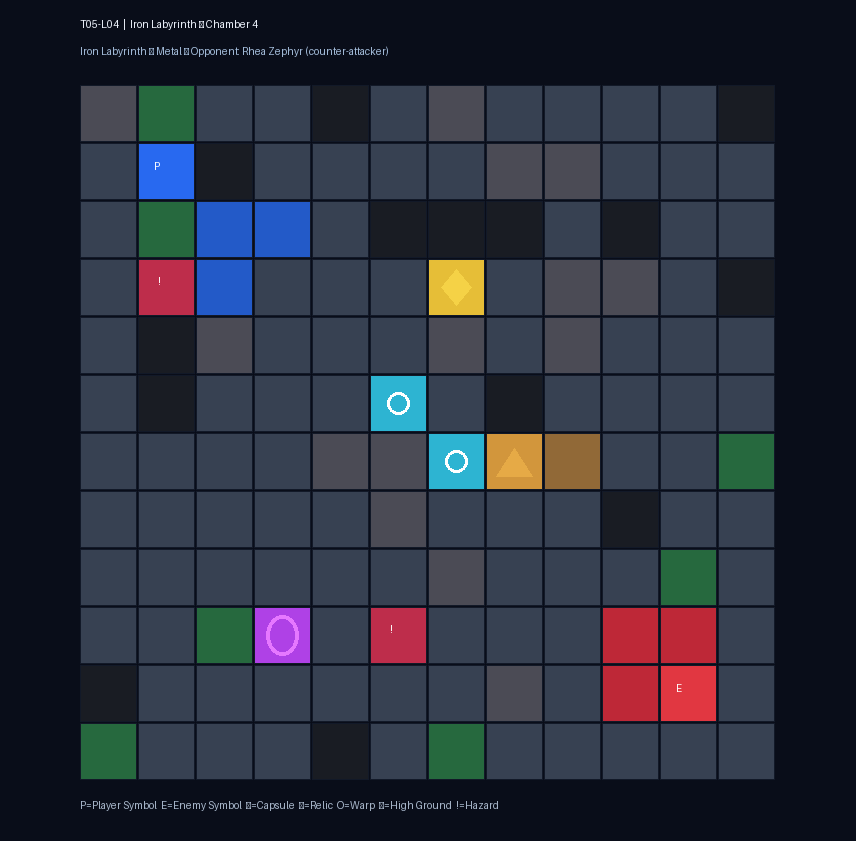 T05-L04 | Iron Labyrinth □ Chamber 4
Iron Labyrinth □ Metal □ Opponent: Rhea Zephyr (counter-attacker)
P
!
!
E
P=Player Symbol E=Enemy Symbol □=Capsule □=Relic O=Warp □=High Ground !=Hazard